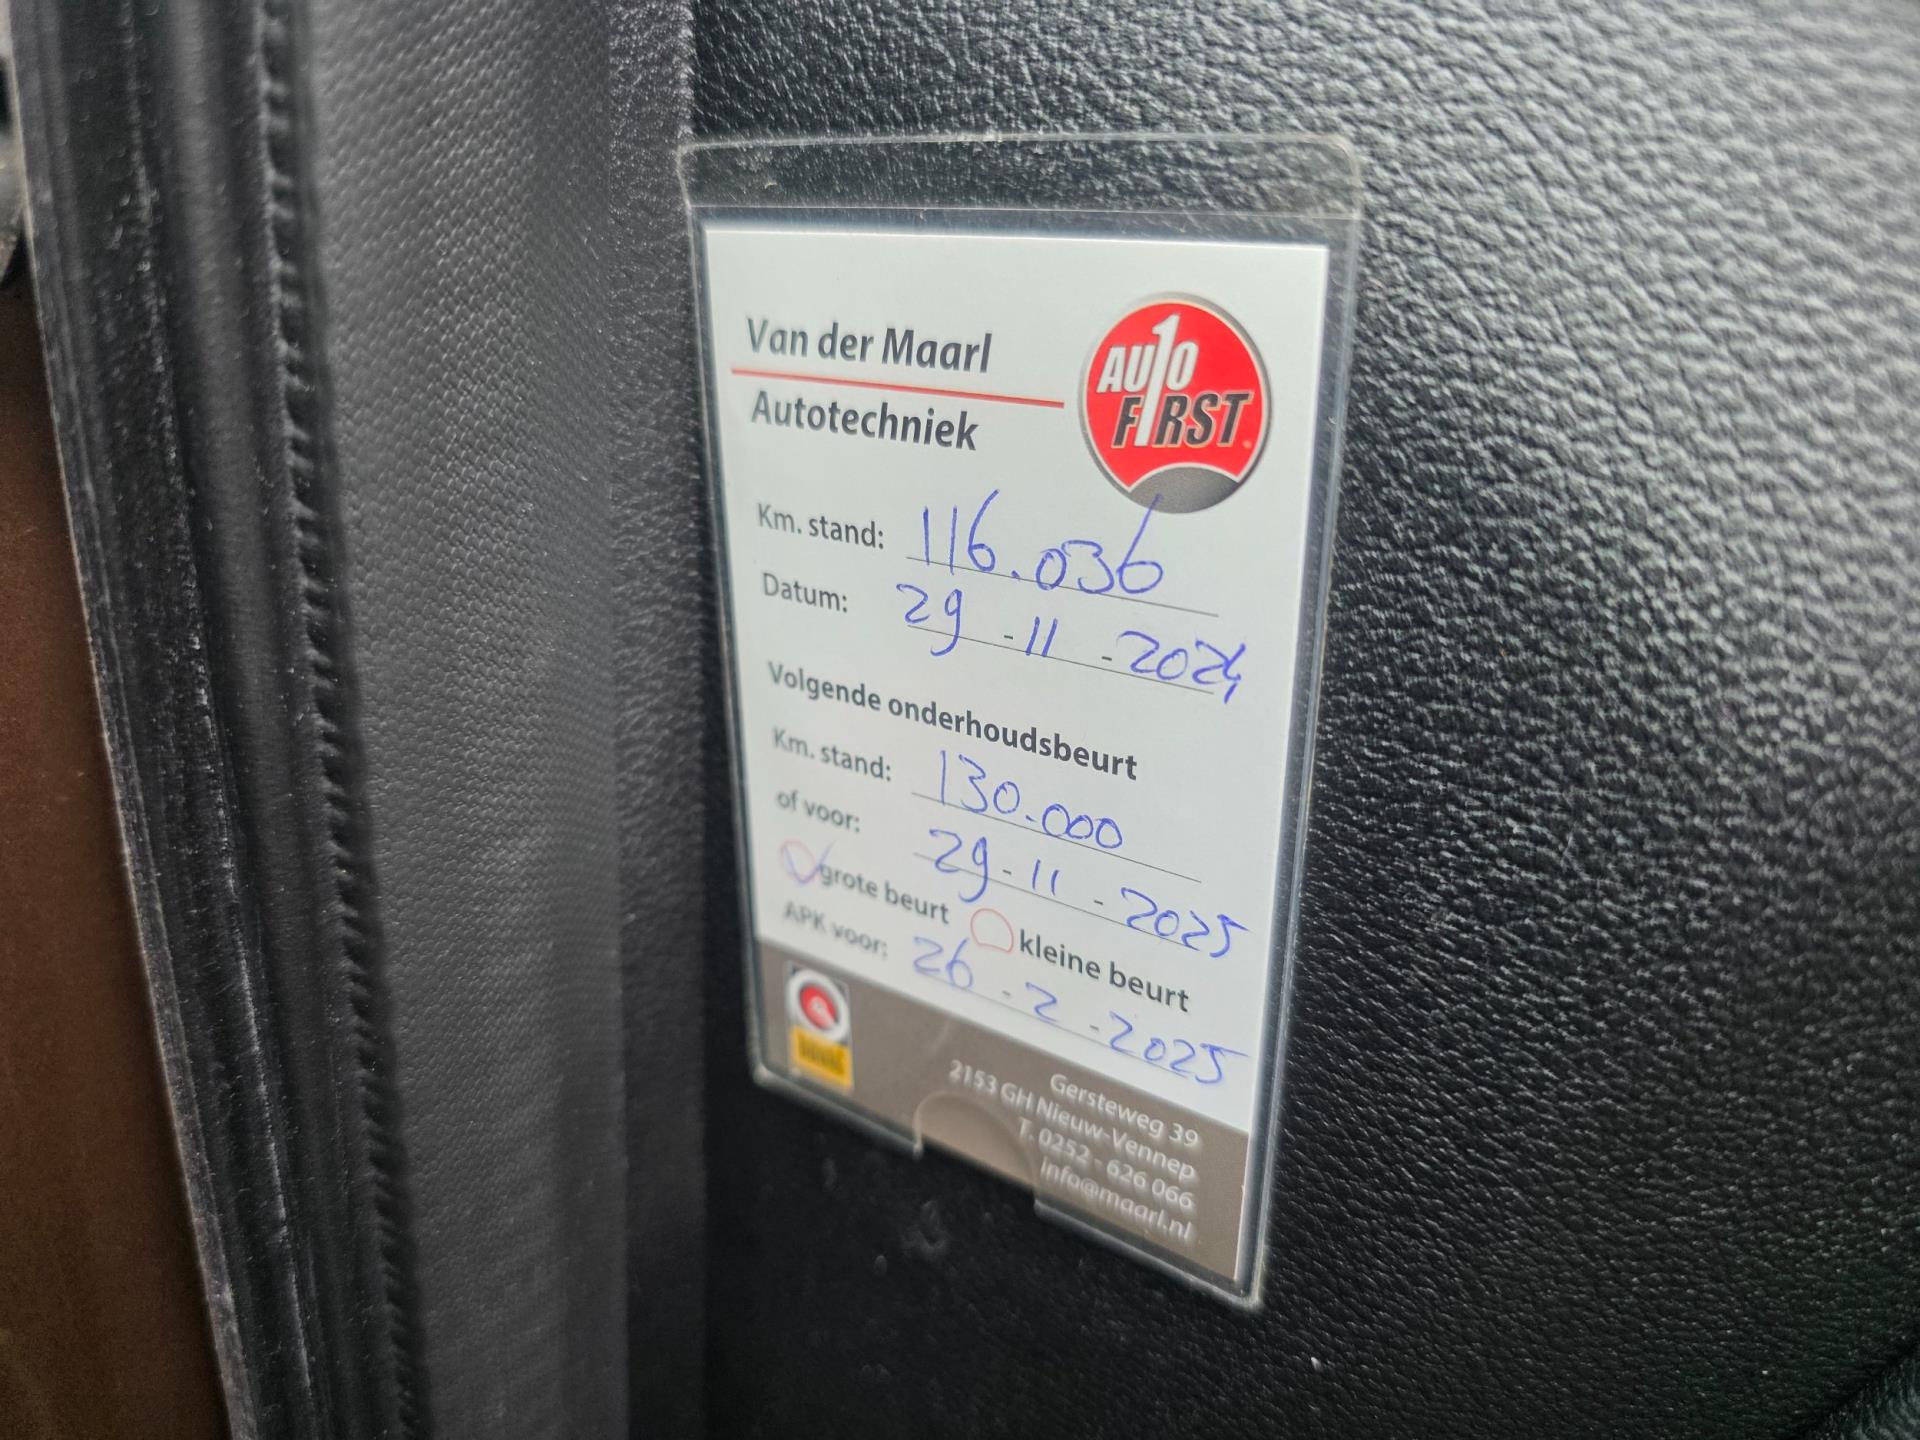 Van der Maarl
Autotechniek
AUTO
FIRST
Km. stand: 116.036
Datum: 29-11-2024
Volgende onderhoudsbeurt
Km. stand: 130.000
of voor: 29-11-2025
grote beurt kleine beurt
APK voor: 26-2-2025
Gersteweg 39
2153 GH Nieuw-Vennep
T. 0252 - 626 066
info@maarl.nl